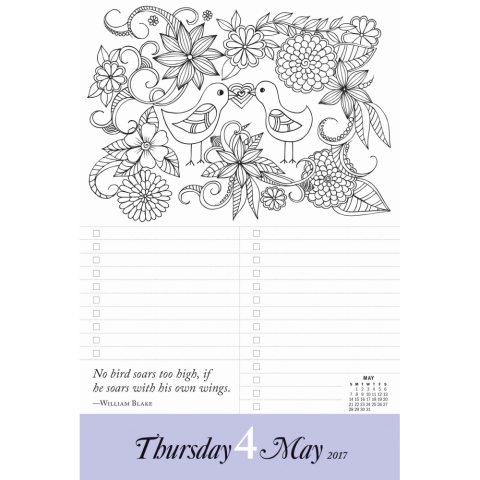 No bird soars too high, if
he soars with his own wings.
—William Blake
MAY
S M T W T F S
1 2 3 4 5 6
7 8 9 10 11 12 13
14 15 16 17 18 19 20
21 22 23 24 25 26 27
28 29 30 31
Thursday 4 May 2017